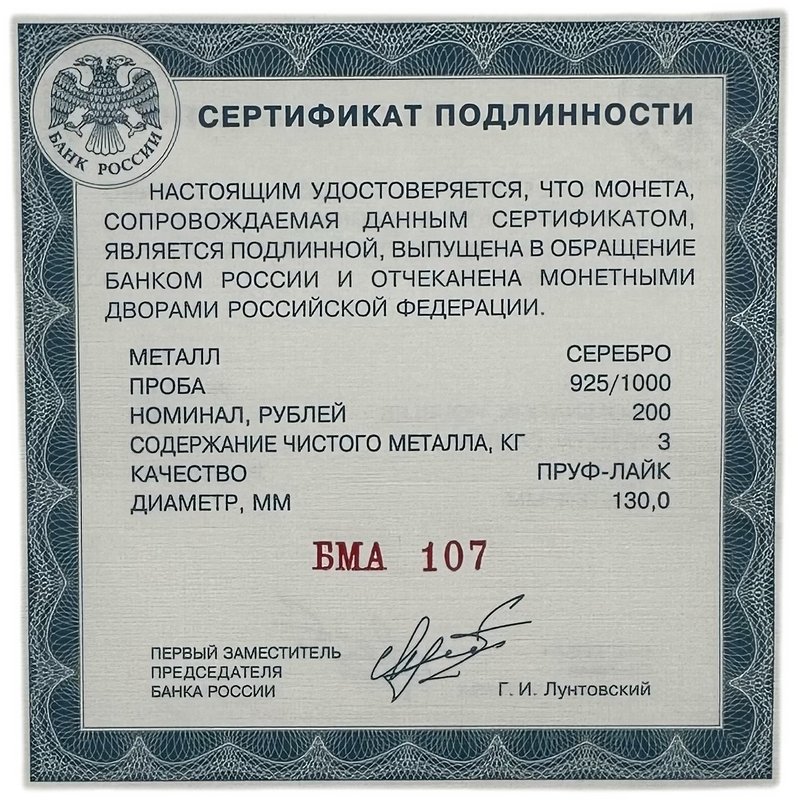 БАНК РОССИИ
СЕРТИФИКАТ ПОДЛИННОСТИ
НАСТОЯЩИМ УДОСТОВЕРЯЕТСЯ, ЧТО МОНЕТА,
СОПРОВОЖДАЕМАЯ ДАННЫМ СЕРТИФИКАТОМ,
ЯВЛЯЕТСЯ ПОДЛИННОЙ, ВЫПУЩЕНА В ОБРАЩЕНИЕ
БАНКОМ РОССИИ И ОТЧЕКАНЕНА МОНЕТНЫМИ
ДВОРАМИ РОССИЙСКОЙ ФЕДЕРАЦИИ.
МЕТАЛЛ СЕРЕБРО
ПРОБА 925/1000
НОМИНАЛ, РУБЛЕЙ 200
СОДЕРЖАНИЕ ЧИСТОГО МЕТАЛЛА, КГ 3
КАЧЕСТВО ПРУФ-ЛАЙК
ДИАМЕТР, ММ 130,0
БМА 107
ПЕРВЫЙ ЗАМЕСТИТЕЛЬ
ПРЕДСЕДАТЕЛЯ
БАНКА РОССИИ Г. И. Лунтовский